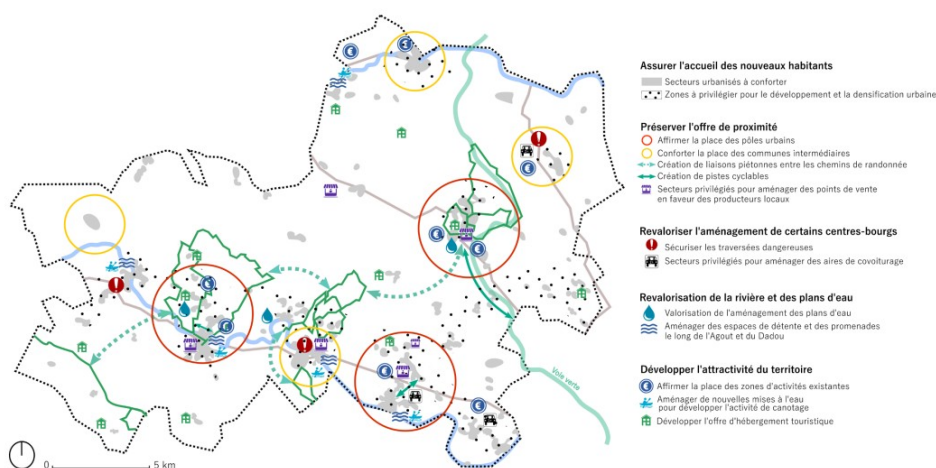 Assurer l'accueil des nouveaux habitants
Secteurs urbanisés à conforter
Zones à privilégier pour le développement et la densification urbaine
Préserver l'offre de proximité
Affirmer la place des pôles urbains
Conforter la place des communes intermédiaires
Création de liaisons piétonnes entre les chemins de randonnée
Création de pistes cyclables
Secteurs privilégiés pour aménager des points de vente
en faveur des producteurs locaux
Revaloriser l'aménagement de certains centres-bourgs
Sécuriser les traversées dangereuses
Secteurs privilégiés pour aménager des aires de covoiturage
Revalorisation de la rivière et des plans d'eau
Valorisation de l'aménagement des plans d'eau
Aménager des espaces de détente et des promenades
le long de l'Agout et du Dadou
Développer l'attractivité du territoire
Affirmer la place des zones d'activités existantes
Aménager de nouvelles mises à l'eau
pour développer l'activité de canotage
Développer l'offre d'hébergement touristique
Voie verte
0 5 km